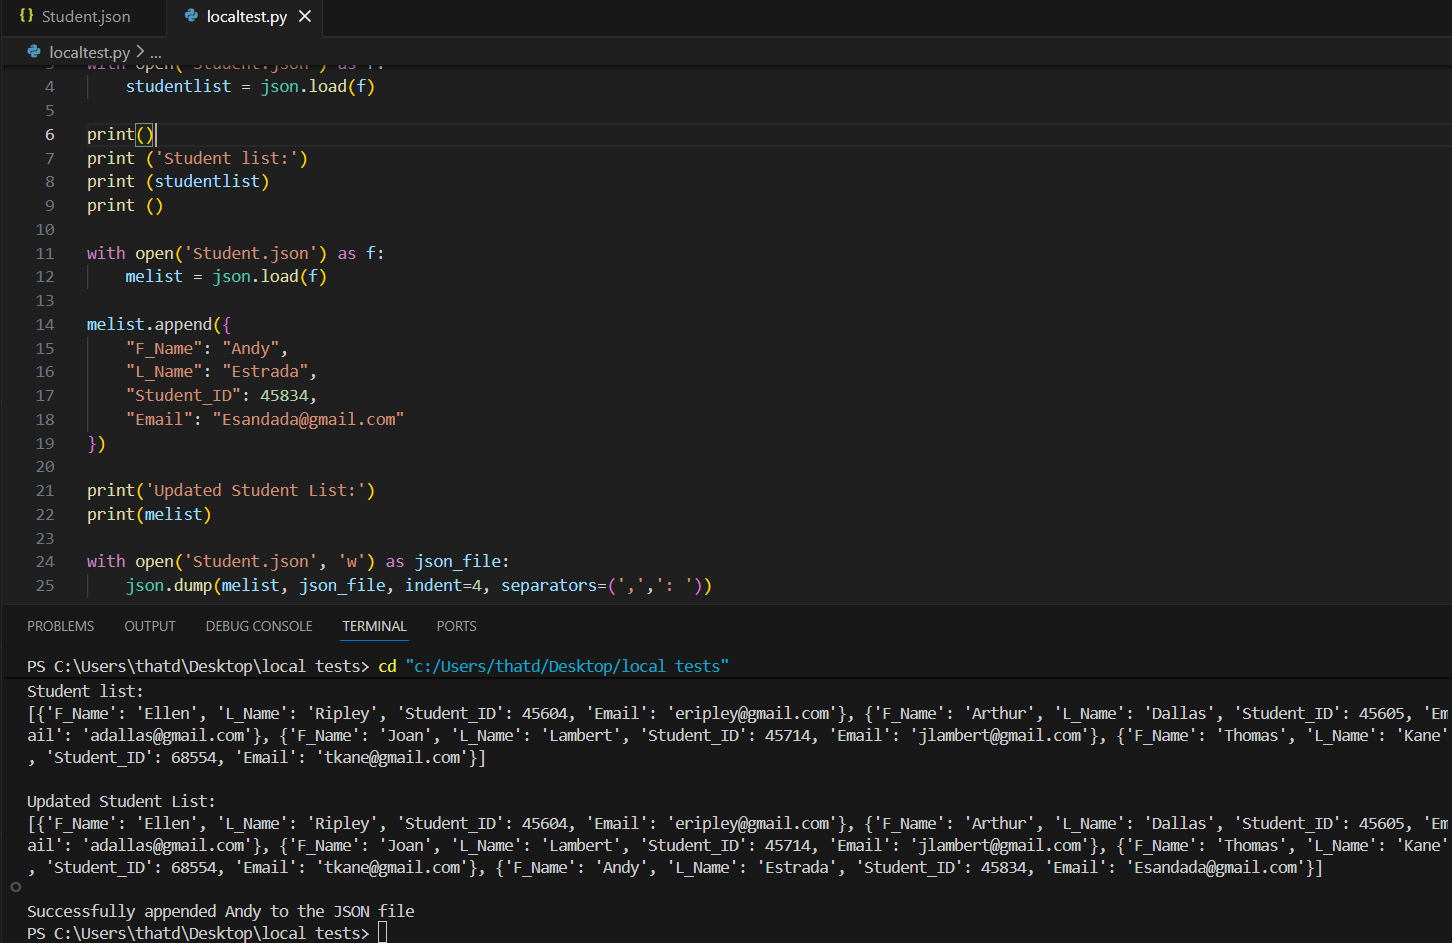 {} Student.json localtest.py ×
localtest.py > ...
3 with open('Student.json') as f:
4 studentlist = json.load(f)
5
6 print()
7 print ('Student list:')
8 print (studentlist)
9 print ()
10
11 with open('Student.json') as f:
12 melist = json.load(f)
13
14 melist.append({
15 "F_Name": "Andy",
16 "L_Name": "Estrada",
17 "Student_ID": 45834,
18 "Email": "Esandada@gmail.com"
19 })
20
21 print('Updated Student List:')
22 print(melist)
23
24 with open('Student.json', 'w') as json_file:
25 json.dump(melist, json_file, indent=4, separators=(',',': '))
PROBLEMS OUTPUT DEBUG CONSOLE TERMINAL PORTS
PS C:\Users\thatd\Desktop\local tests> cd "c:/Users/thatd/Desktop/local tests"
Student list:
[{'F_Name': 'Ellen', 'L_Name': 'Ripley', 'Student_ID': 45604, 'Email': 'eripley@gmail.com'}, {'F_Name': 'Arthur', 'L_Name': 'Dallas', 'Student_ID': 45605, 'Em
ail': 'adallas@gmail.com'}, {'F_Name': 'Joan', 'L_Name': 'Lambert', 'Student_ID': 45714, 'Email': 'jlambert@gmail.com'}, {'F_Name': 'Thomas', 'L_Name': 'Kane'
, 'Student_ID': 68554, 'Email': 'tkane@gmail.com'}]
Updated Student List:
[{'F_Name': 'Ellen', 'L_Name': 'Ripley', 'Student_ID': 45604, 'Email': 'eripley@gmail.com'}, {'F_Name': 'Arthur', 'L_Name': 'Dallas', 'Student_ID': 45605, 'Em
ail': 'adallas@gmail.com'}, {'F_Name': 'Joan', 'L_Name': 'Lambert', 'Student_ID': 45714, 'Email': 'jlambert@gmail.com'}, {'F_Name': 'Thomas', 'L_Name': 'Kane'
, 'Student_ID': 68554, 'Email': 'tkane@gmail.com'}, {'F_Name': 'Andy', 'L_Name': 'Estrada', 'Student_ID': 45834, 'Email': 'Esandada@gmail.com'}]
Successfully appended Andy to the JSON file
PS C:\Users\thatd\Desktop\local tests>